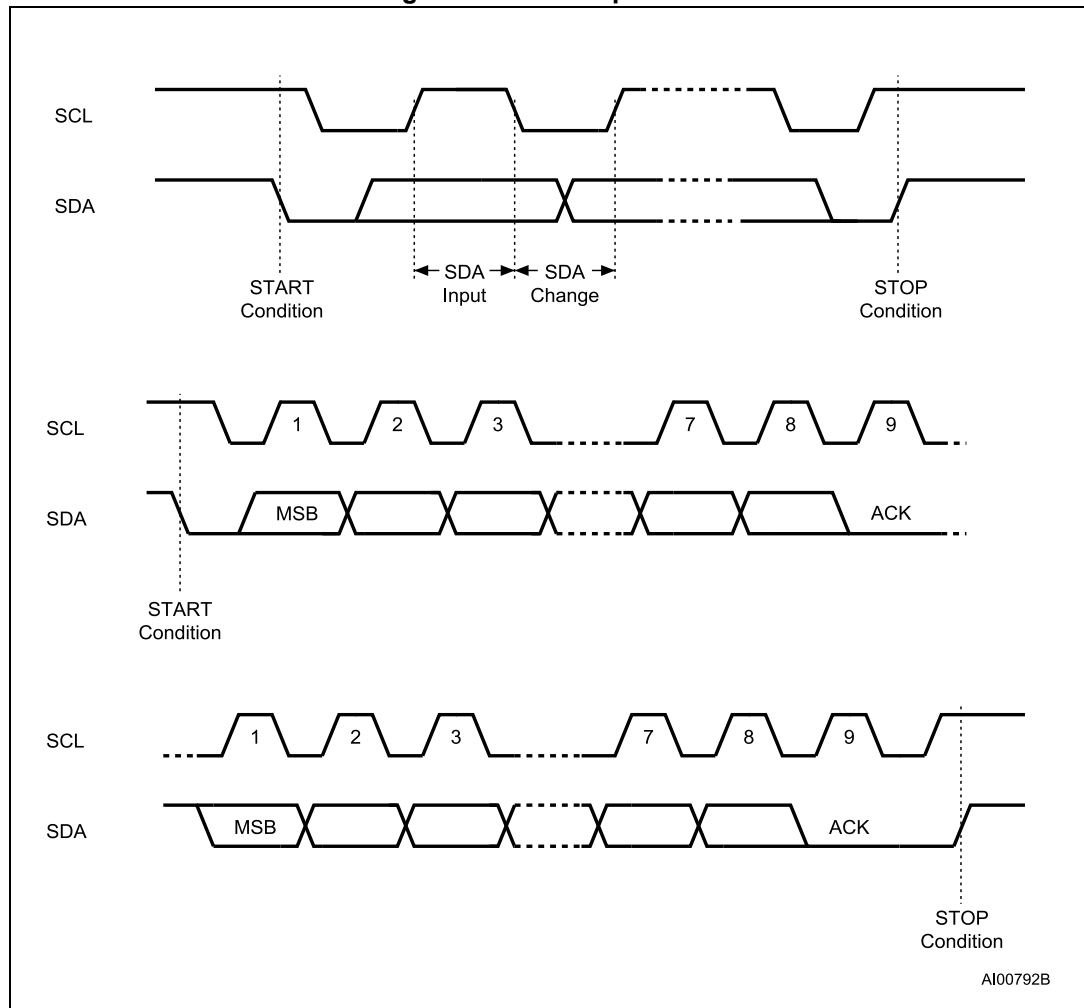 SCL
SDA
SDA
Input
SDA
Change
START
Condition
STOP
Condition
SCL
1 2 3 7 8 9
SDA
MSB
ACK
START
Condition
SCL
1 2 3 7 8 9
SDA
MSB
ACK
STOP
Condition
AI00792B